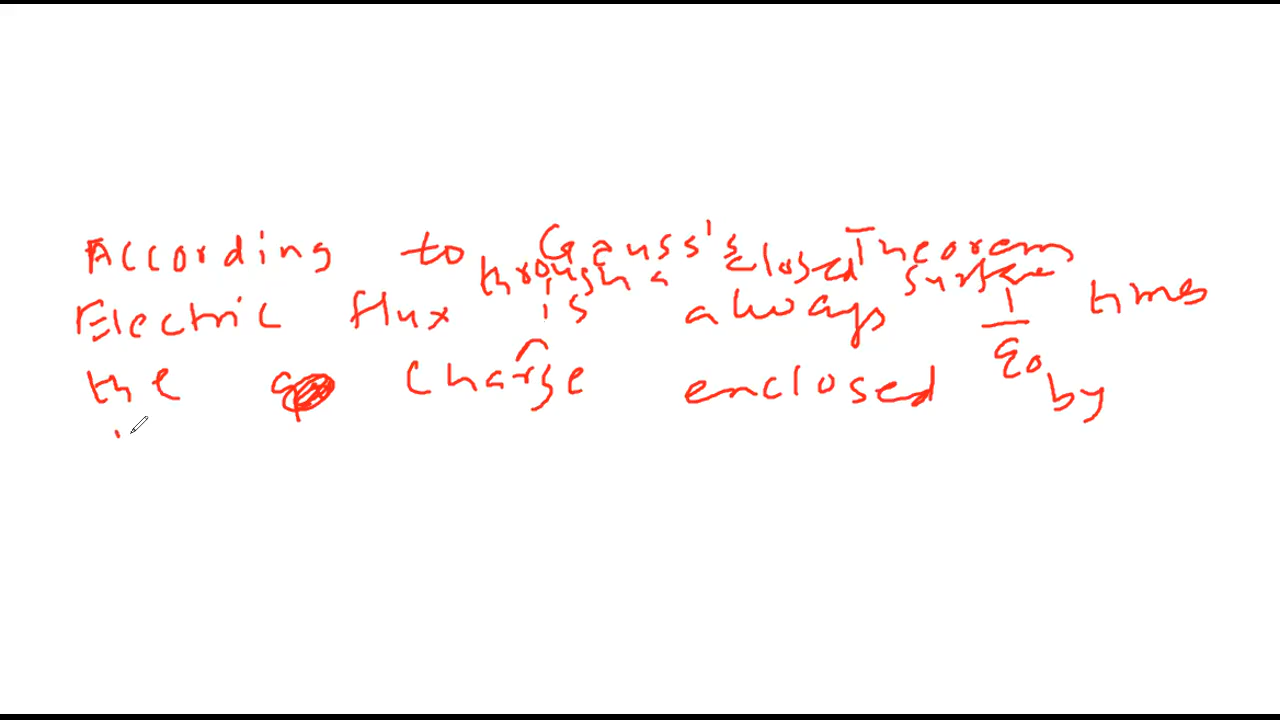 According to Gauss's Theorem
through a closed surface
Electric flux is always 1/ε0 times
the charge enclosed by